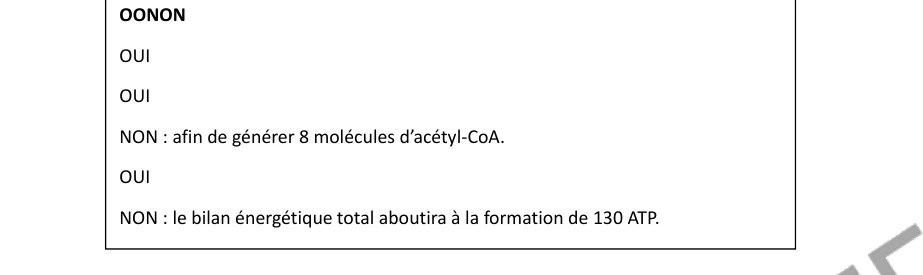 OONON
OUI
OUI
NON : afin de générer 8 molécules d’acétyl-CoA.
OUI
NON : le bilan énergétique total aboutira à la formation de 130 ATP.